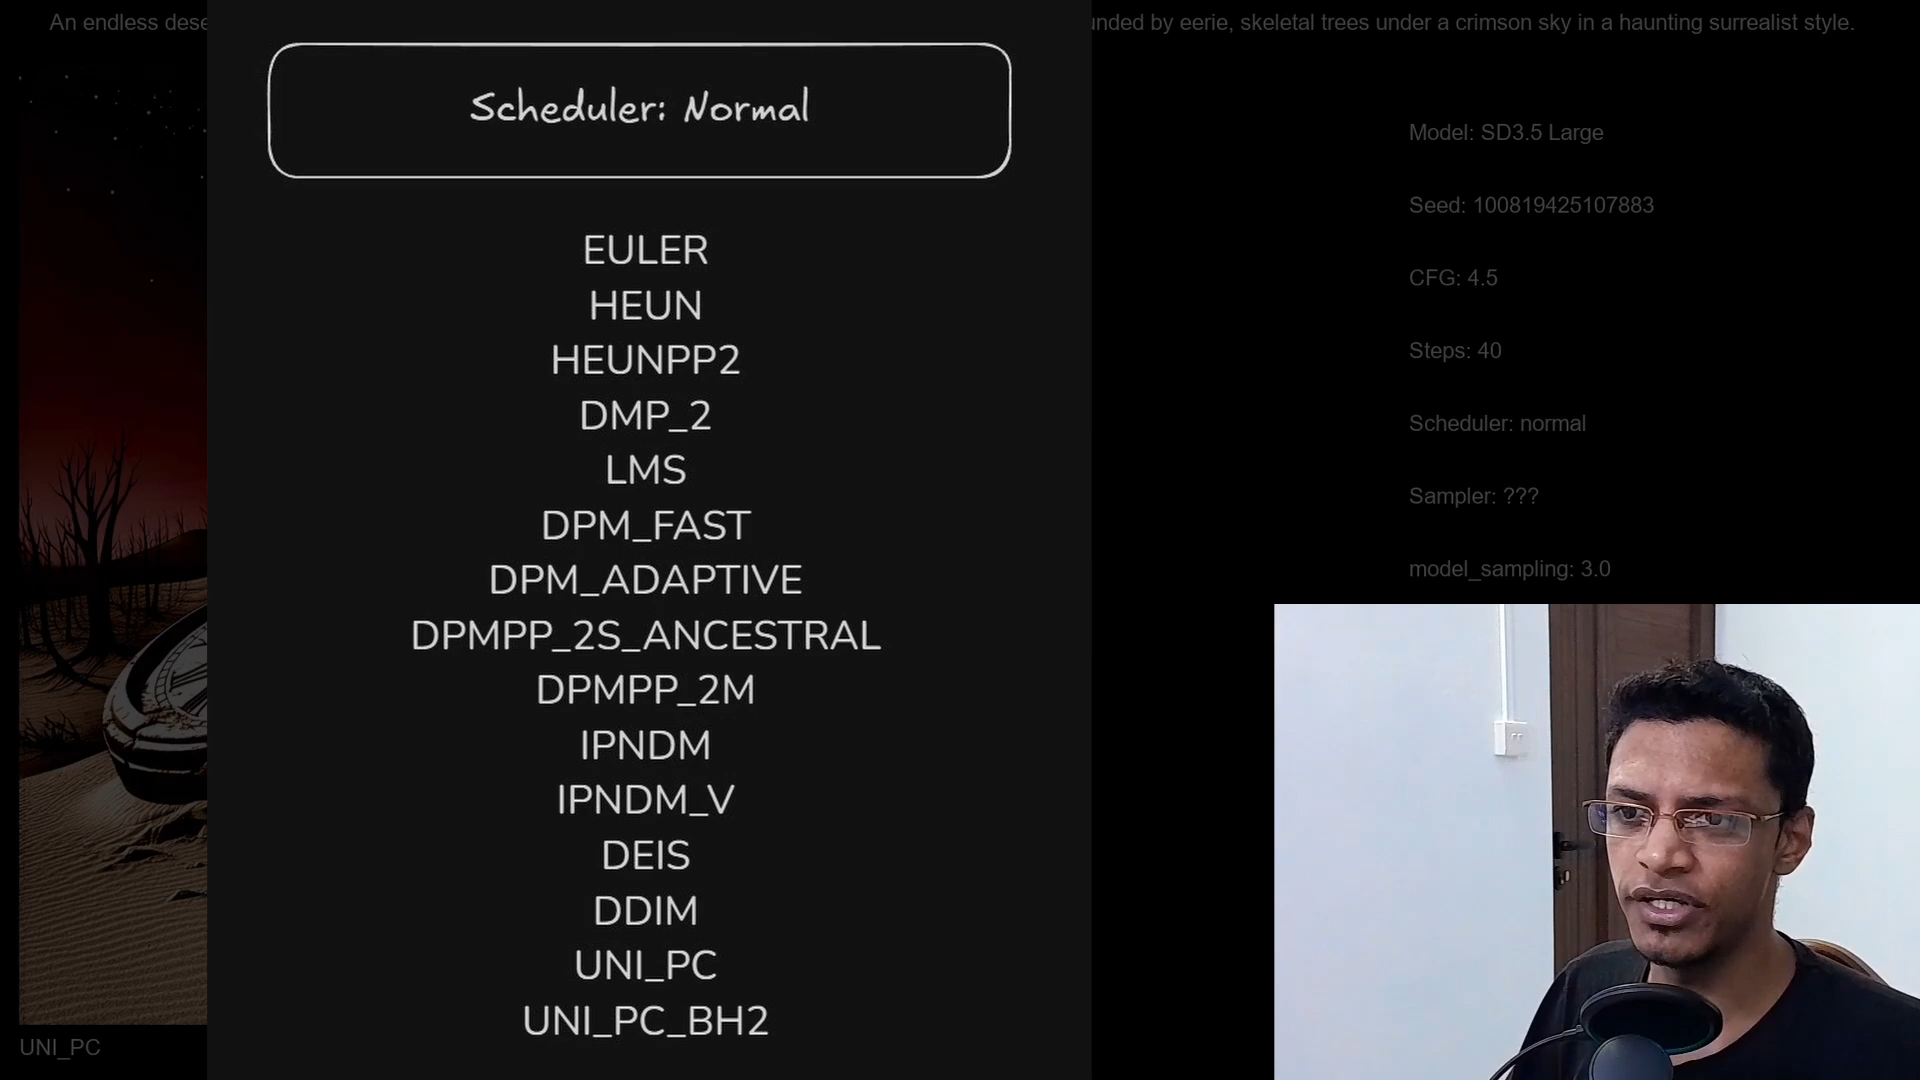 An endless dese
unded by eerie, skeletal trees under a crimson sky in a haunting surrealist style.
Scheduler: Normal
EULER
HEUN
HEUNPP2
DMP_2
LMS
DPM_FAST
DPM_ADAPTIVE
DPMPP_2S_ANCESTRAL
DPMPP_2M
IPNDM
IPNDM_V
DEIS
DDIM
UNI_PC
UNI_PC_BH2
Model: SD3.5 Large
Seed: 100819425107883
CFG: 4.5
Steps: 40
Scheduler: normal
Sampler: ???
model_sampling: 3.0
UNI_PC